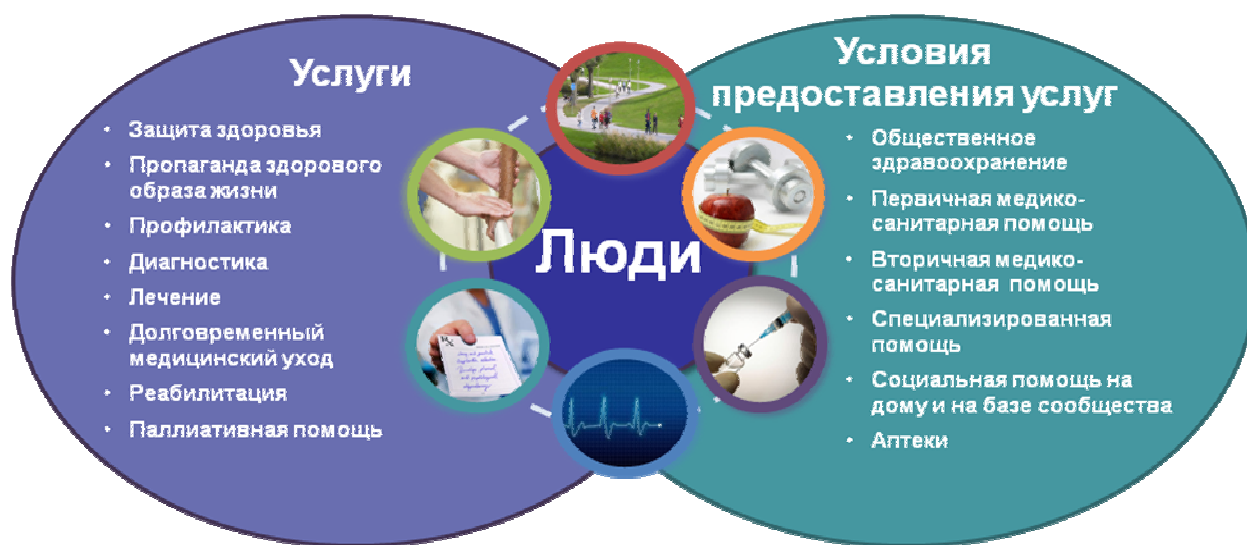 Услуги
• Защита здоровья
• Пропаганда здорового
образа жизни
• Профилактика
• Диагностика
• Лечение
• Долговременный
медицинский уход
• Реабилитация
• Паллиативная помощь
Люди
Условия
предоставления услуг
• Общественное
здравоохранение
• Первичная медико-
санитарная помощь
• Вторичная медико-
санитарная помощь
• Специализированная
помощь
• Социальная помощь на
дому и на базе сообщества
• Аптеки